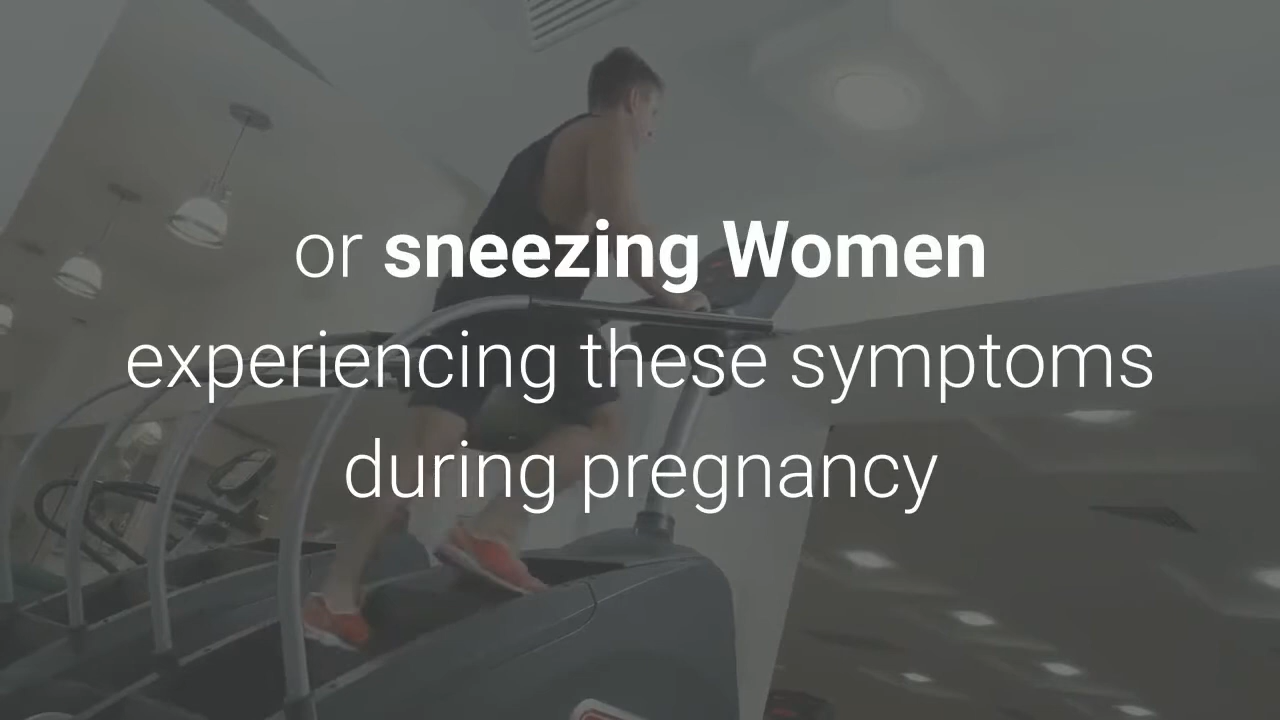 or sneezing Women
experiencing these symptoms
during pregnancy